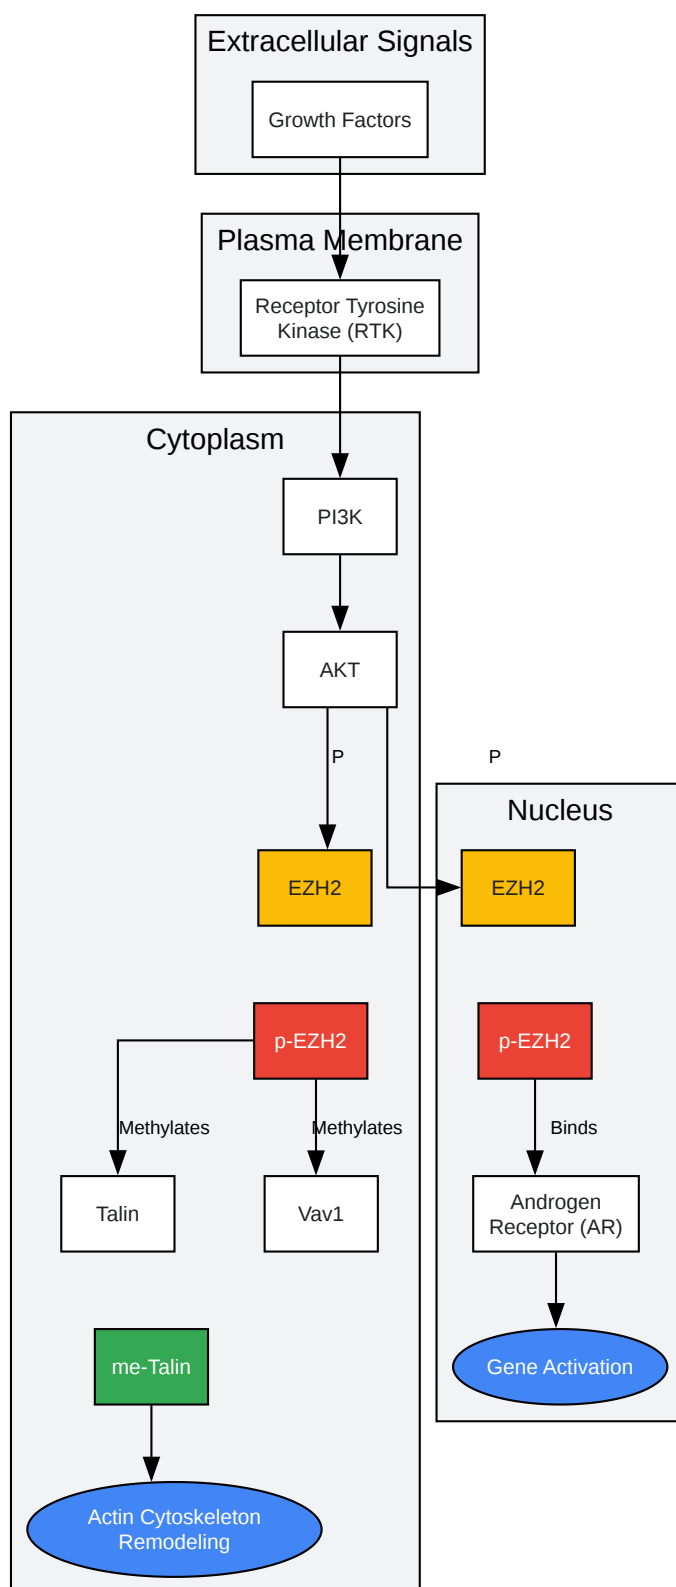 Extracellular Signals
Growth Factors
Plasma Membrane
Receptor Tyrosine
Kinase (RTK)
Cytoplasm
PI3K
AKT
P
P
Nucleus
EZH2
EZH2
p-EZH2
p-EZH2
Methylates
Methylates
Binds
Talin
Vav1
Androgen
Receptor (AR)
me-Talin
Gene Activation
Actin Cytoskeleton
Remodeling